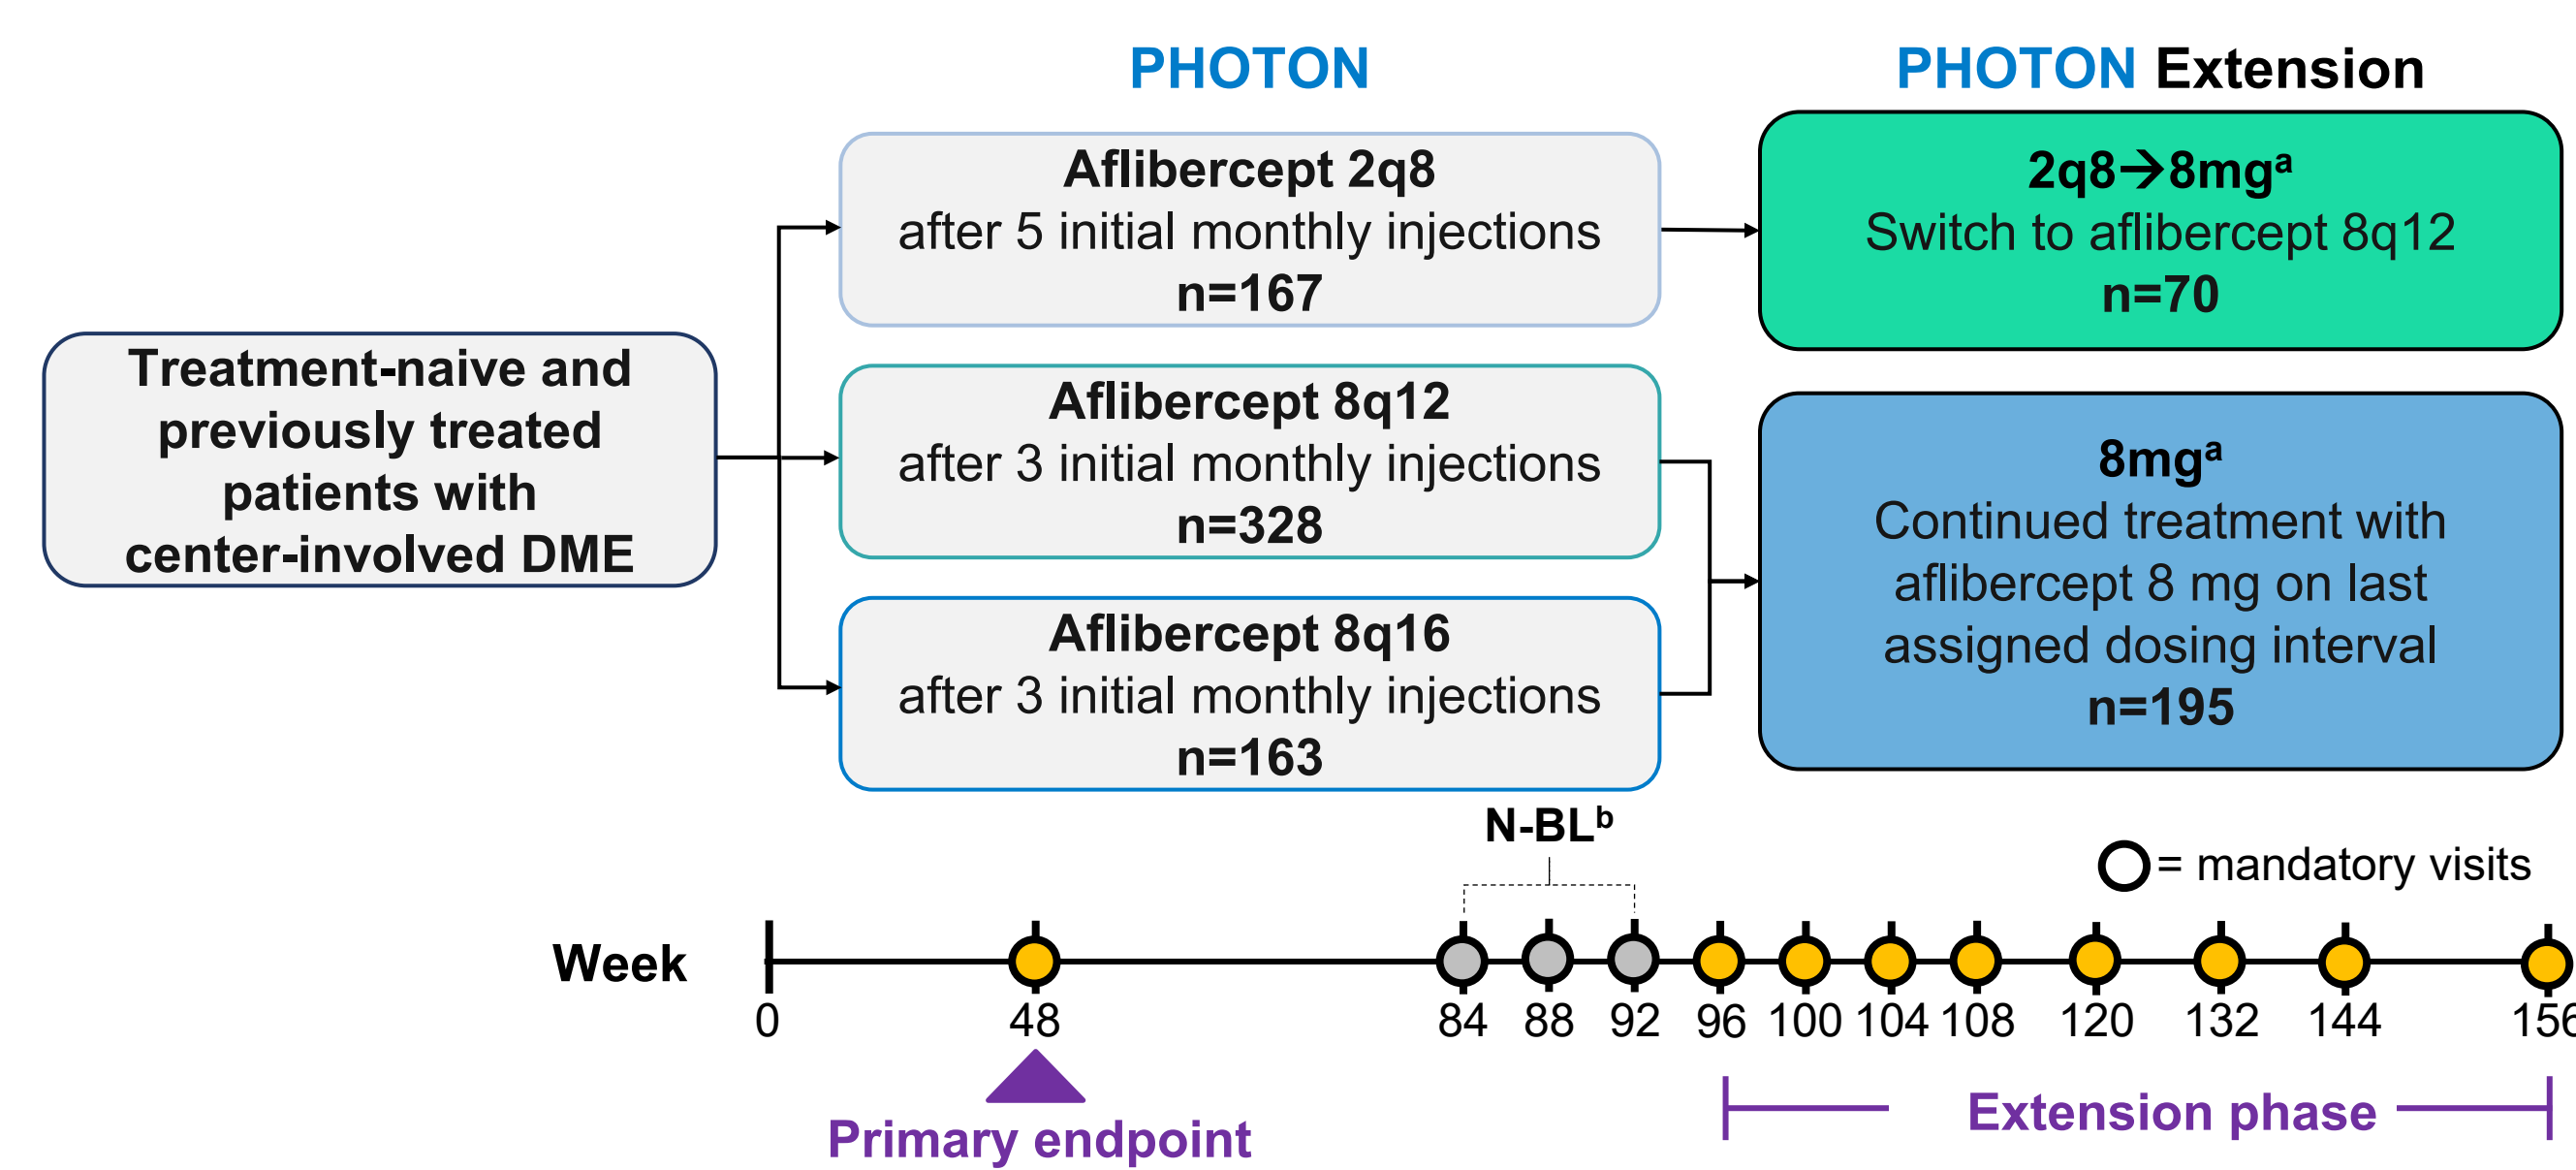 PHOTON
PHOTON Extension
Treatment-naive and
previously treated
patients with
center-involved DME
Aflibercept 2q8
after 5 initial monthly injections
n=167
Aflibercept 8q12
after 3 initial monthly injections
n=328
Aflibercept 8q16
after 3 initial monthly injections
n=163
2q8→8mgᵃ
Switch to aflibercept 8q12
n=70
8mgᵃ
Continued treatment with
aflibercept 8 mg on last
assigned dosing interval
n=195
N-BLᵇ
= mandatory visits
Week
0 48 84 88 92 96 100 104 108 120 132 144 156
Primary endpoint
Extension phase